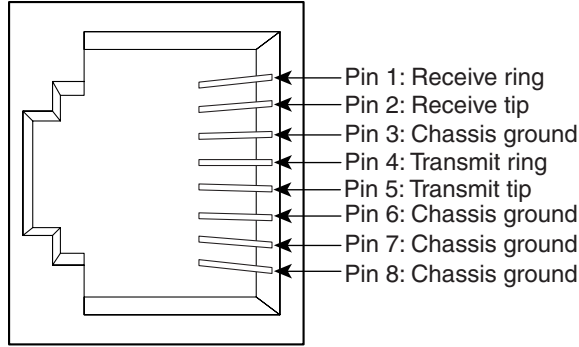 Pin 1: Receive ring
Pin 2: Receive tip
Pin 3: Chassis ground
Pin 4: Transmit ring
Pin 5: Transmit tip
Pin 6: Chassis ground
Pin 7: Chassis ground
Pin 8: Chassis ground